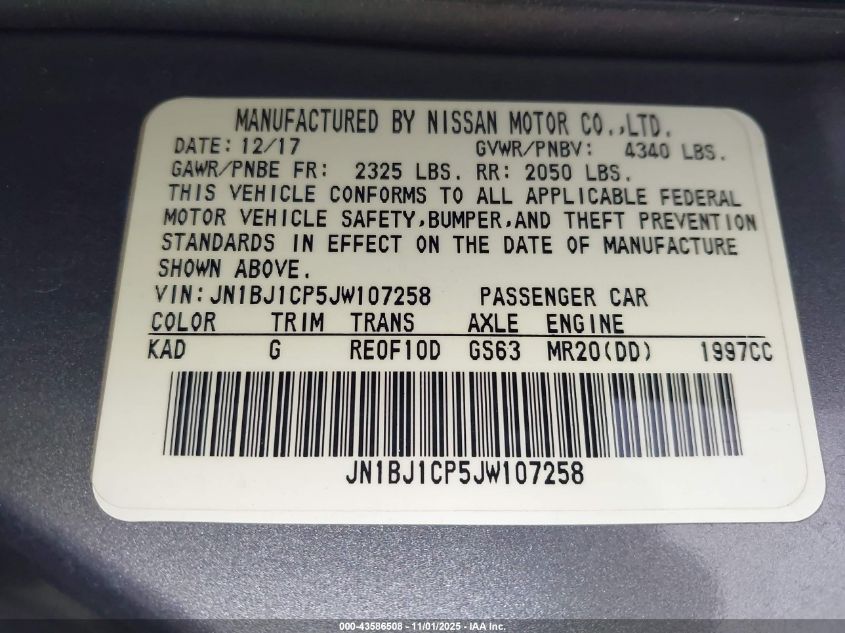 MANUFACTURED BY NISSAN MOTOR CO.,LTD.
DATE: 12/17 GVWR/PNBV: 4340 LBS.
GAWR/PNBE FR: 2325 LBS. RR: 2050 LBS.
THIS VEHICLE CONFORMS TO ALL APPLICABLE FEDERAL
MOTOR VEHICLE SAFETY,BUMPER,AND THEFT PREVENTION
STANDARDS IN EFFECT ON THE DATE OF MANUFACTURE
SHOWN ABOVE.
VIN: JN1BJ1CP5JW107258 PASSENGER CAR
COLOR TRIM TRANS AXLE ENGINE
KAD G RE0F10D GS63 MR20(DD) 1997CC
JN1BJ1CP5JW107258
000-43586508 - 11/01/2025 - IAA Inc.